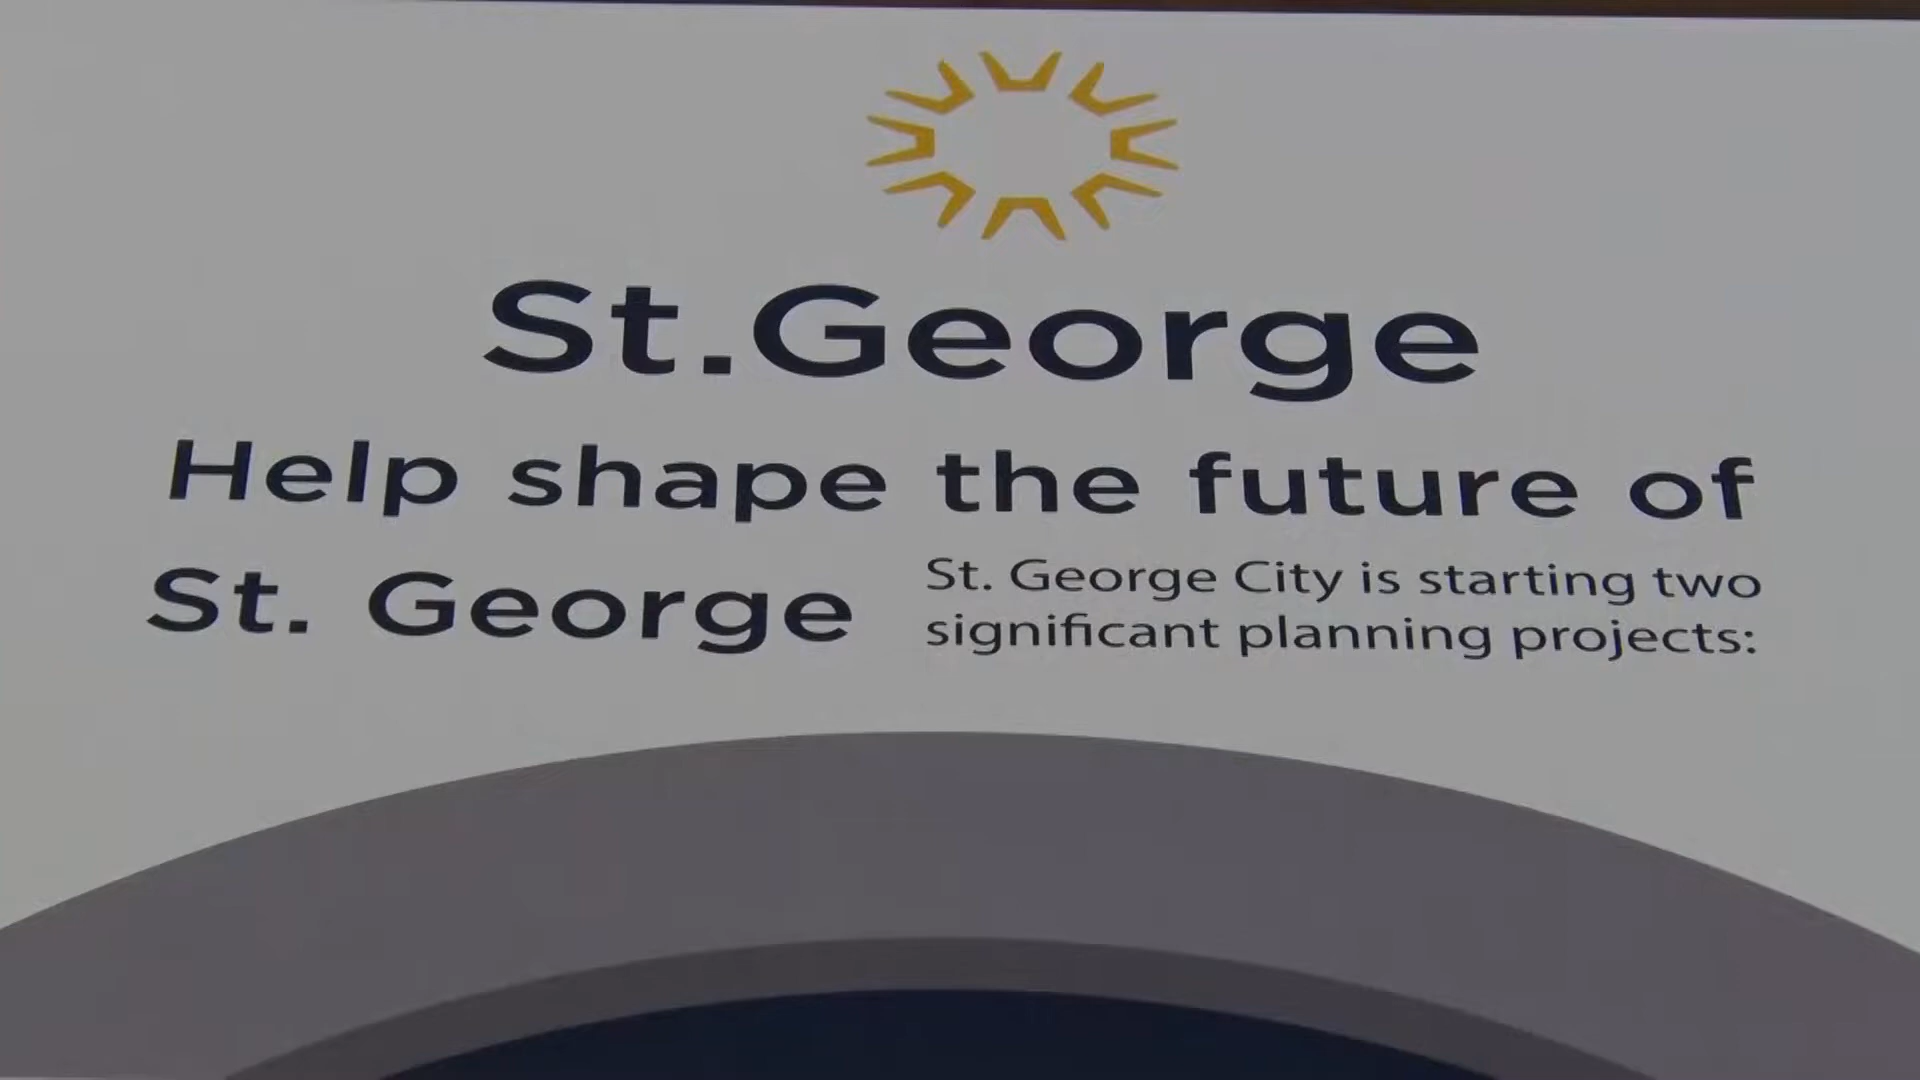 St.George
Help shape the future of
St. George
St. George City is starting two
significant planning projects: